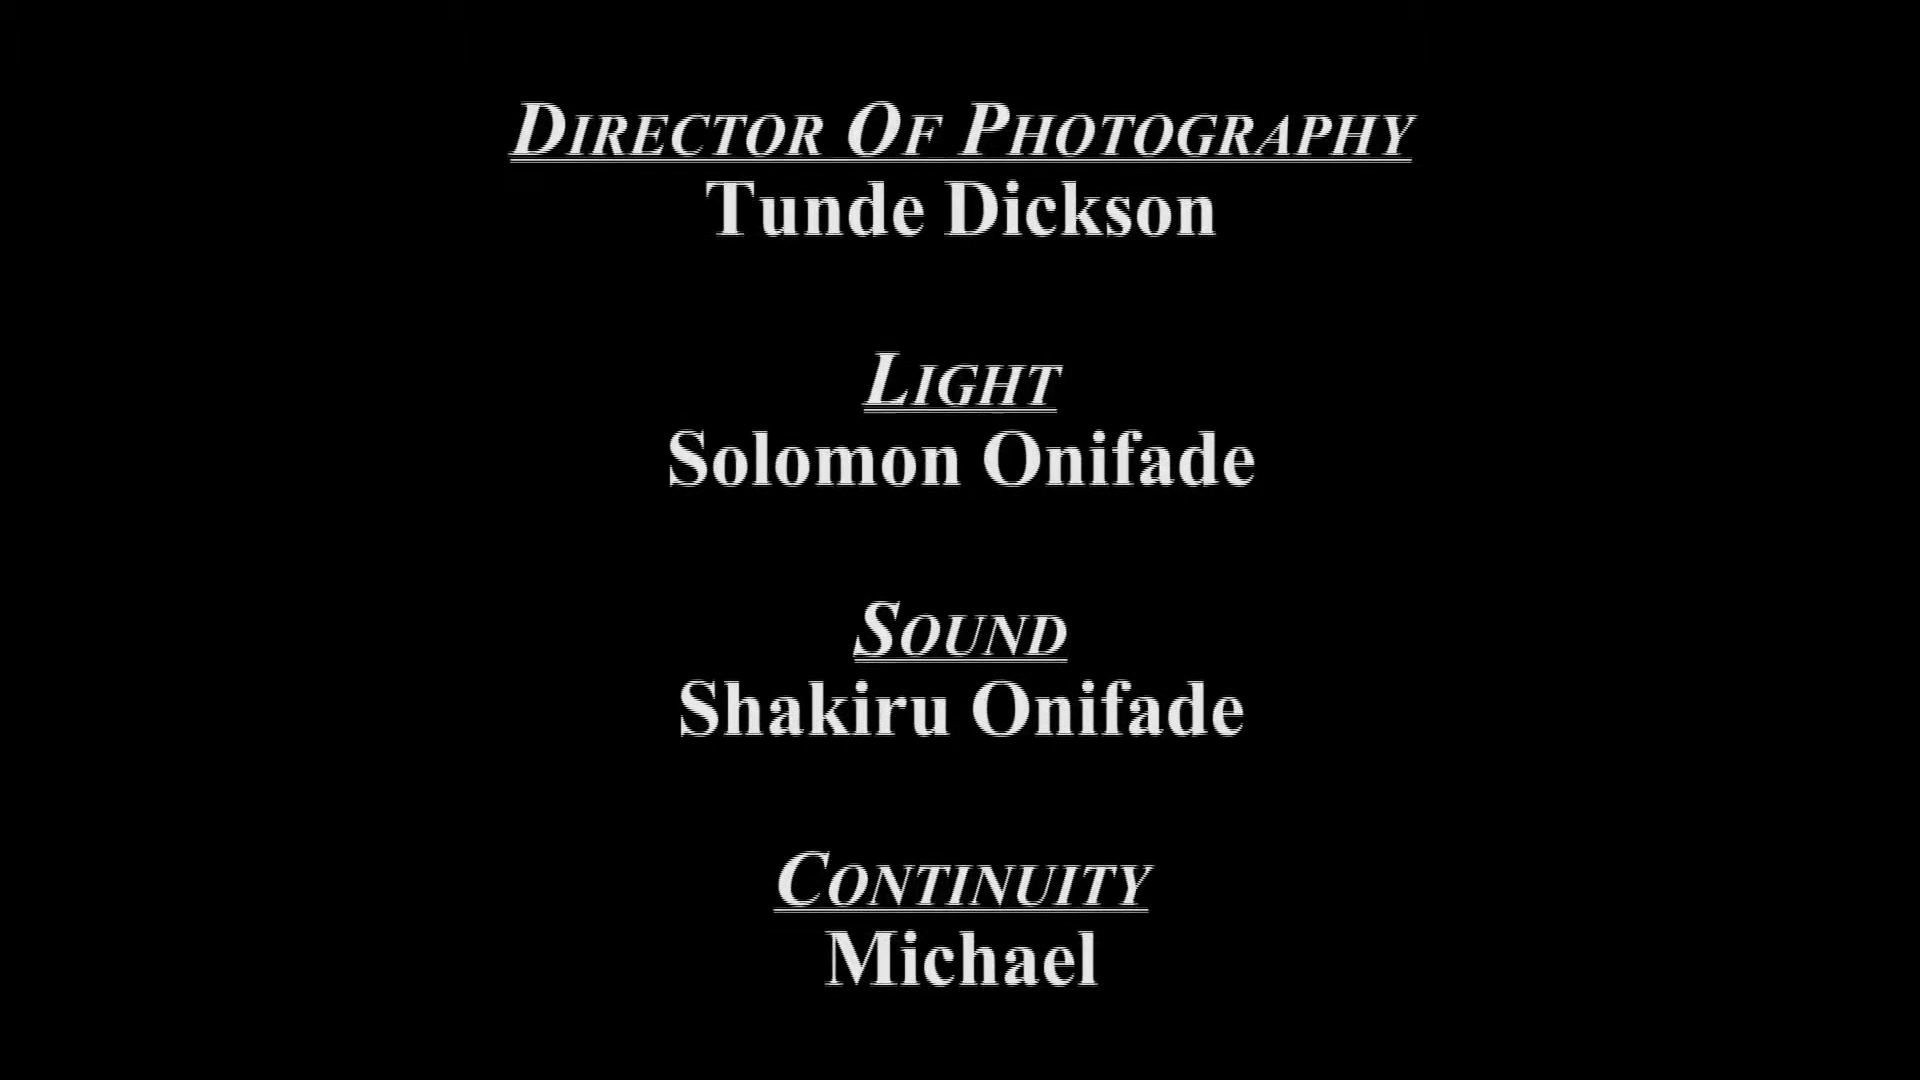 DIRECTOR OF PHOTOGRAPHY
Tunde Dickson
LIGHT
Solomon Onifade
SOUND
Shakiru Onifade
CONTINUITY
Michael